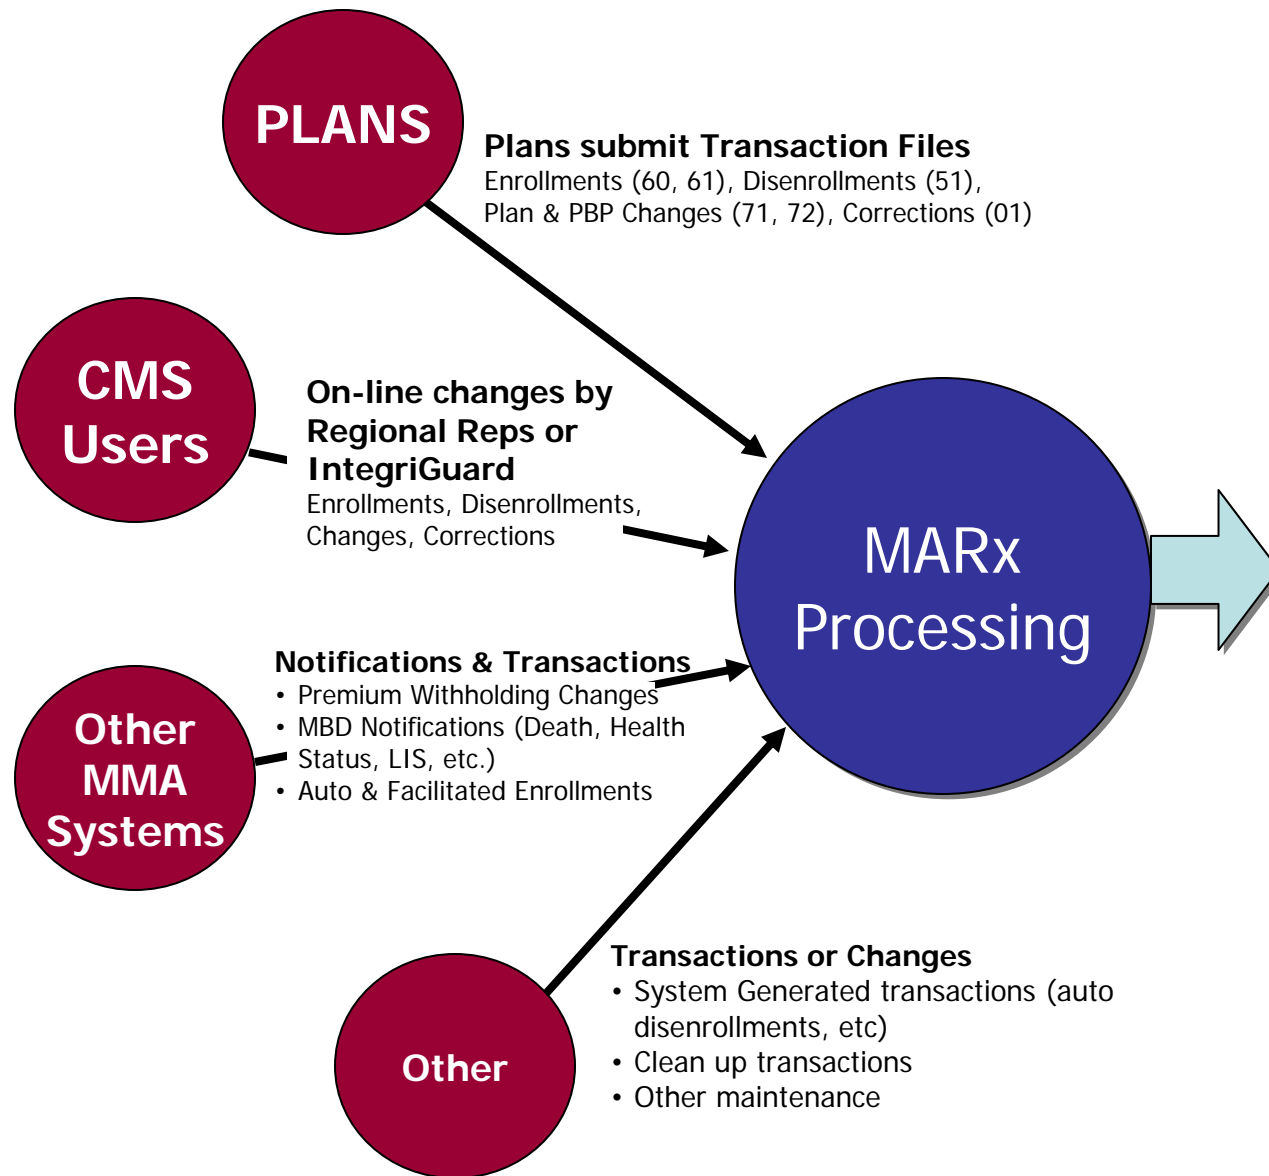 PLANS
Plans submit Transaction Files
Enrollments (60, 61), Disenrollments (51),
Plan & PBP Changes (71, 72), Corrections (01)
CMS
Users
On-line changes by
Regional Reps or
IntegriGuard
Enrollments, Disenrollments,
Changes, Corrections
MARx
Processing
Other
MMA
Systems
Notifications & Transactions
• Premium Withholding Changes
• MBD Notifications (Death, Health
Status, LIS, etc.)
• Auto & Facilitated Enrollments
Other
Transactions or Changes
• System Generated transactions (auto
disenrollments, etc)
• Clean up transactions
• Other maintenance